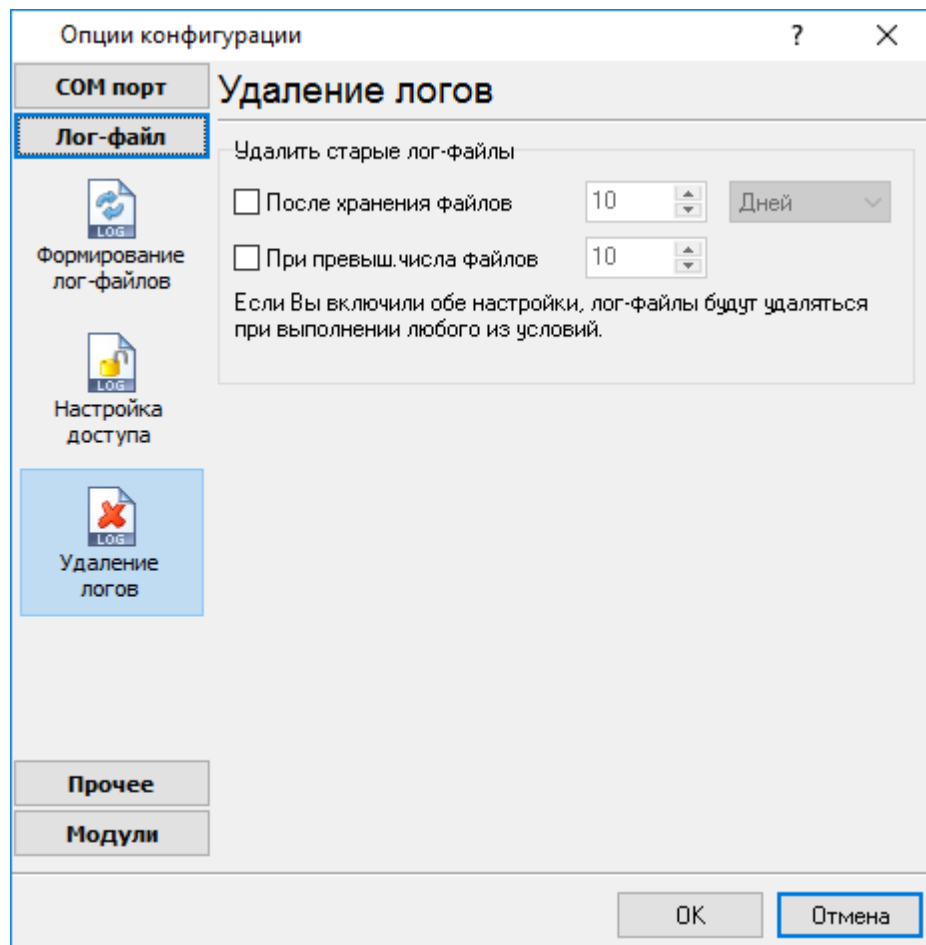 Опции конфигурации
?
COM порт
Лог-файл
LOG
Формирование
лог-файлов
LOG
Настройка
доступа
LOG
Удаление
логов
Прочее
Модули
Удаление логов
Удалить старые лог-файлы
После хранения файлов 10 Дней
При превыш.числа файлов 10
Если Вы включили обе настройки, лог-файлы будут удаляться
при выполнении любого из условий.
OK Отмена